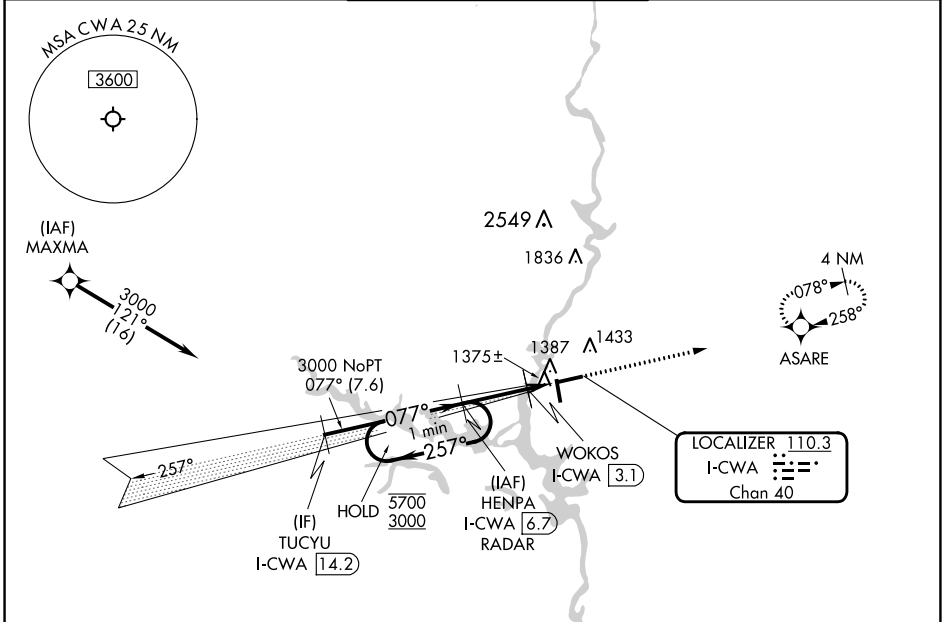 MSA CWA 25 NM
3600
(IAF)
MAXMA
3000
121°
(16)
2549
1836
4 NM
078°
258°
ASARE
1375±
1387
1433
3000 NoPT
077° (7.6)
077°
1 min
257°
257°
HOLD
5700
3000
(IF)
TUCYU
I-CWA 14.2
(IAF)
HENPA
I-CWA 6.7
RADAR
WOKOS
I-CWA 3.1
LOCALIZER 110.3
I-CWA
Chan 40